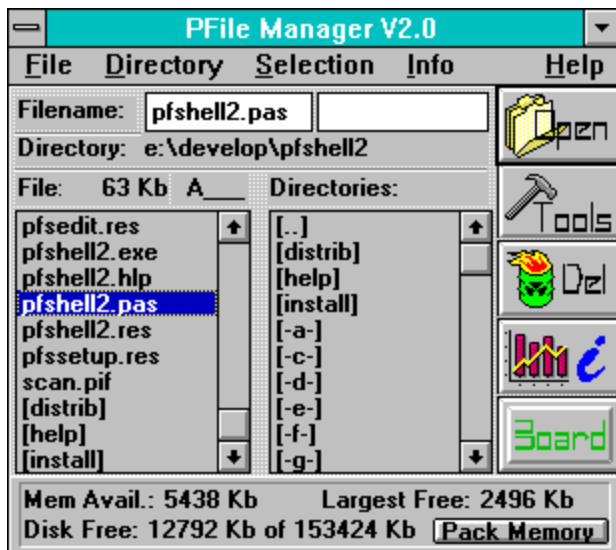 PFile Manager V2.0
File Directory Selection Info Help
Filename: pfshell2.pas
Directory: e:\develop\pfshell2
File: 63 Kb A___ Directories:
pfsedit.res
pfshell2.exe
pfshell2.hlp
pfshell2.pas
pfshell2.res
pfssetup.res
scan.pif
[distrib]
[help]
[install]
[..]
[distrib]
[help]
[install]
[-a-]
[-c-]
[-d-]
[-e-]
[-f-]
[-g-]
Open
Tools
Del
i
Board
Mem Avail.: 5438 Kb Largest Free: 2496 Kb
Disk Free: 12792 Kb of 153424 Kb Pack Memory